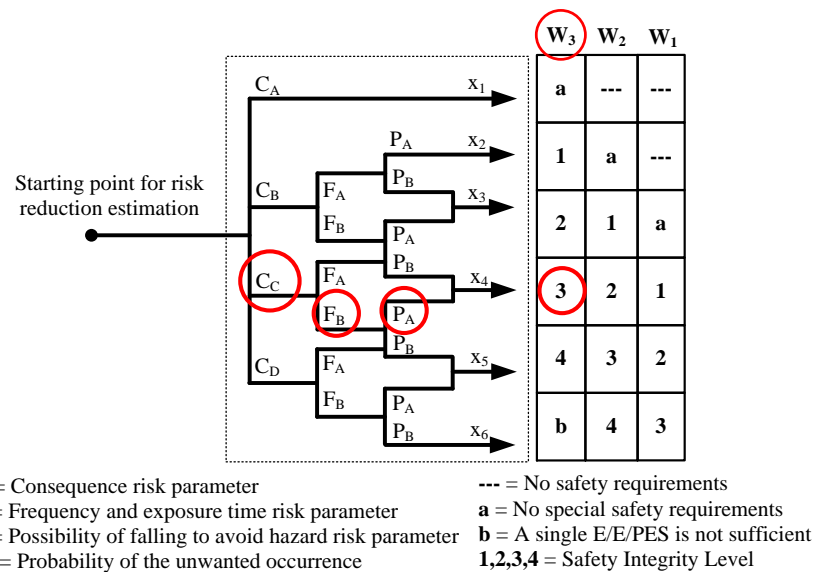 W3 W2 W1
CA x1 a --- ---
PA x2 1 a ---
Starting point for risk
reduction estimation
CB FA PB x3 2 1 a
FB PA
CC FA PB x4 3 2 1
FB PA
CD FA PB x5 4 3 2
FB PA
PB x6 b 4 3
= Consequence risk parameter
= Frequency and exposure time risk parameter
= Possibility of falling to avoid hazard risk parameter
= Probability of the unwanted occurrence
--- = No safety requirements
a = No special safety requirements
b = A single E/E/PES is not sufficient
1,2,3,4 = Safety Integrity Level